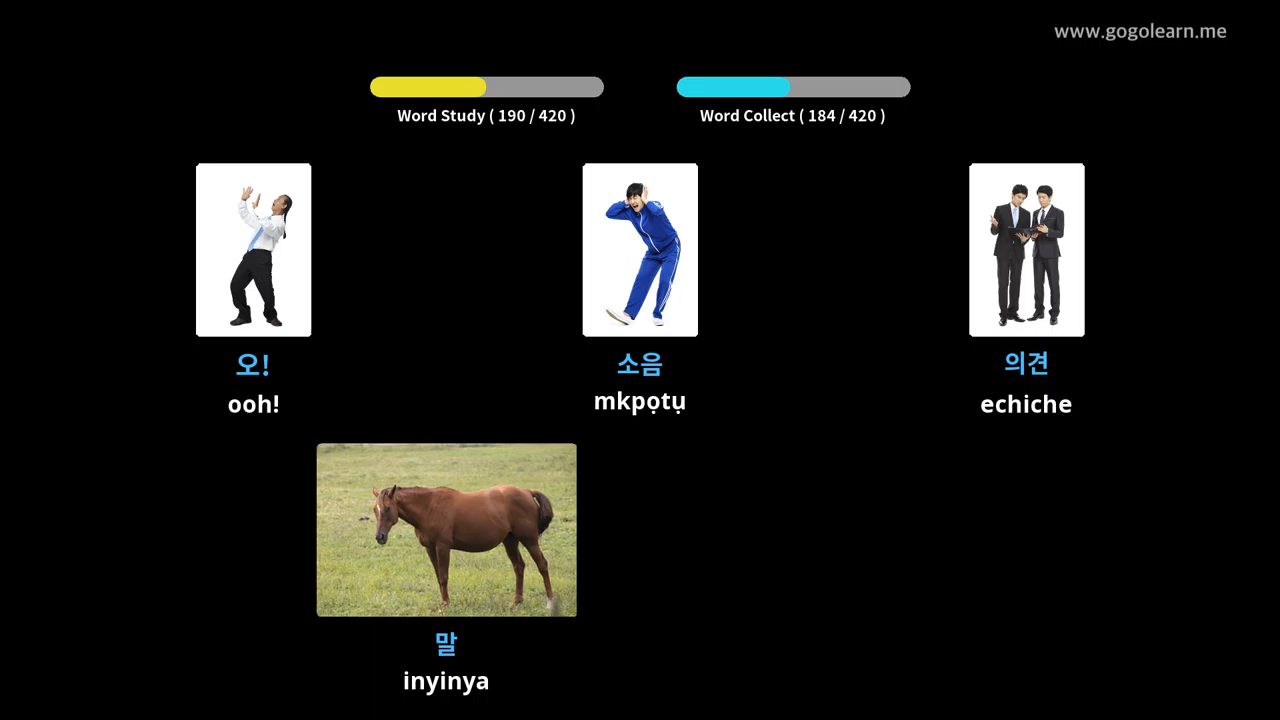 www.gogolearn.me
Word Study ( 190 / 420 )
Word Collect ( 184 / 420 )
오!
ooh!
소음
mkpọtụ
의견
echiche
말
inyinya